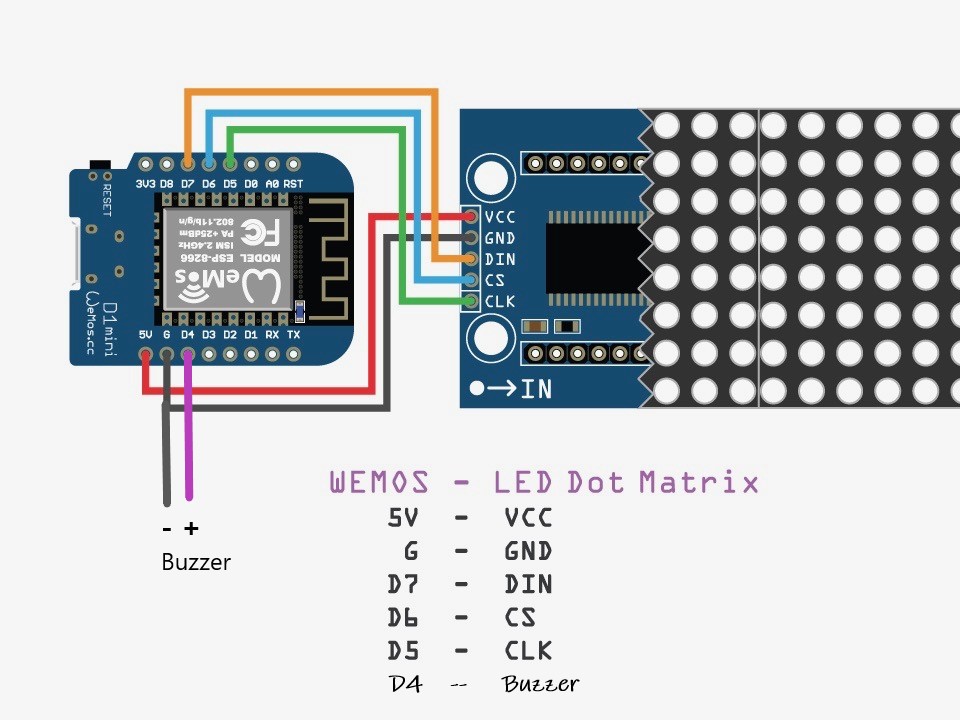 3V3 D8 D7 D6 D5 D0 A0 RST
RESET
802.11b/g/n
PA +25dBm
ISM 2.4GHz
MODEL ESP-8266
FC
WeMos
D1mini
WeMos.cc
5V G D4 D3 D2 D1 RX TX
VCC
GND
DIN
CS
CLK
IN
- +
Buzzer
WEMOS - LED Dot Matrix
5V - VCC
G - GND
D7 - DIN
D6 - CS
D5 - CLK
D4 -- Buzzer